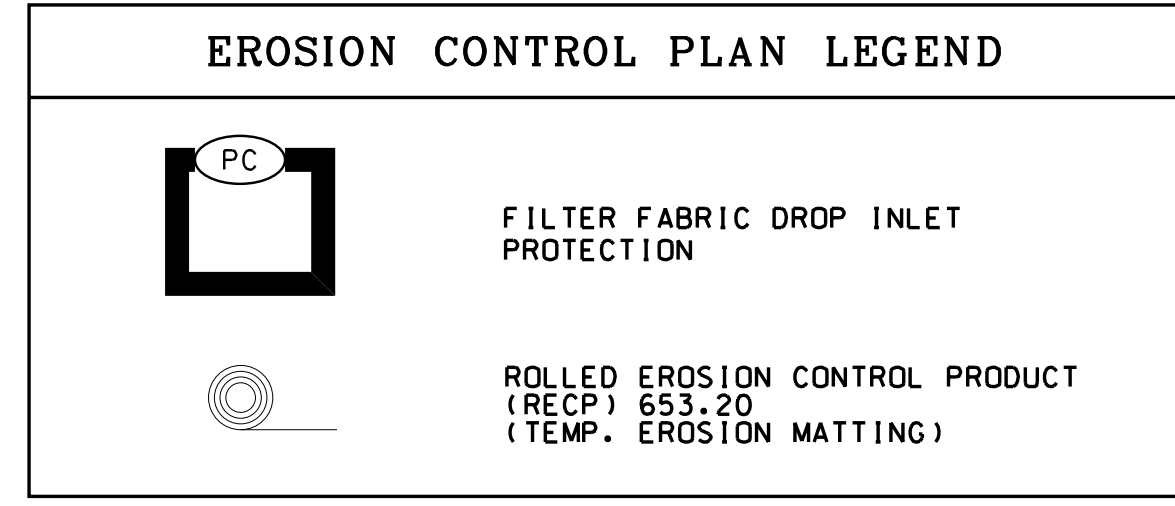 EROSION CONTROL PLAN LEGEND
PC
FILTER FABRIC DROP INLET
PROTECTION
ROLLED EROSION CONTROL PRODUCT
(RECP) 653.20
(TEMP. EROSION MATTING)